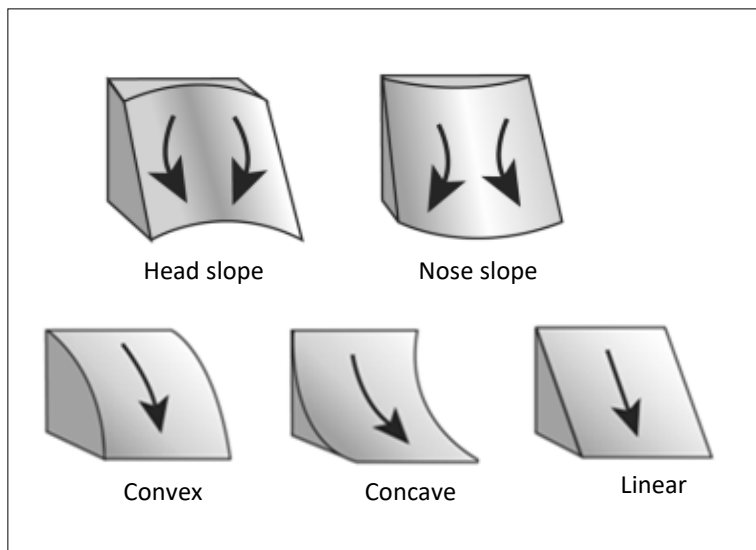 Head slope
Nose slope
Convex
Concave
Linear